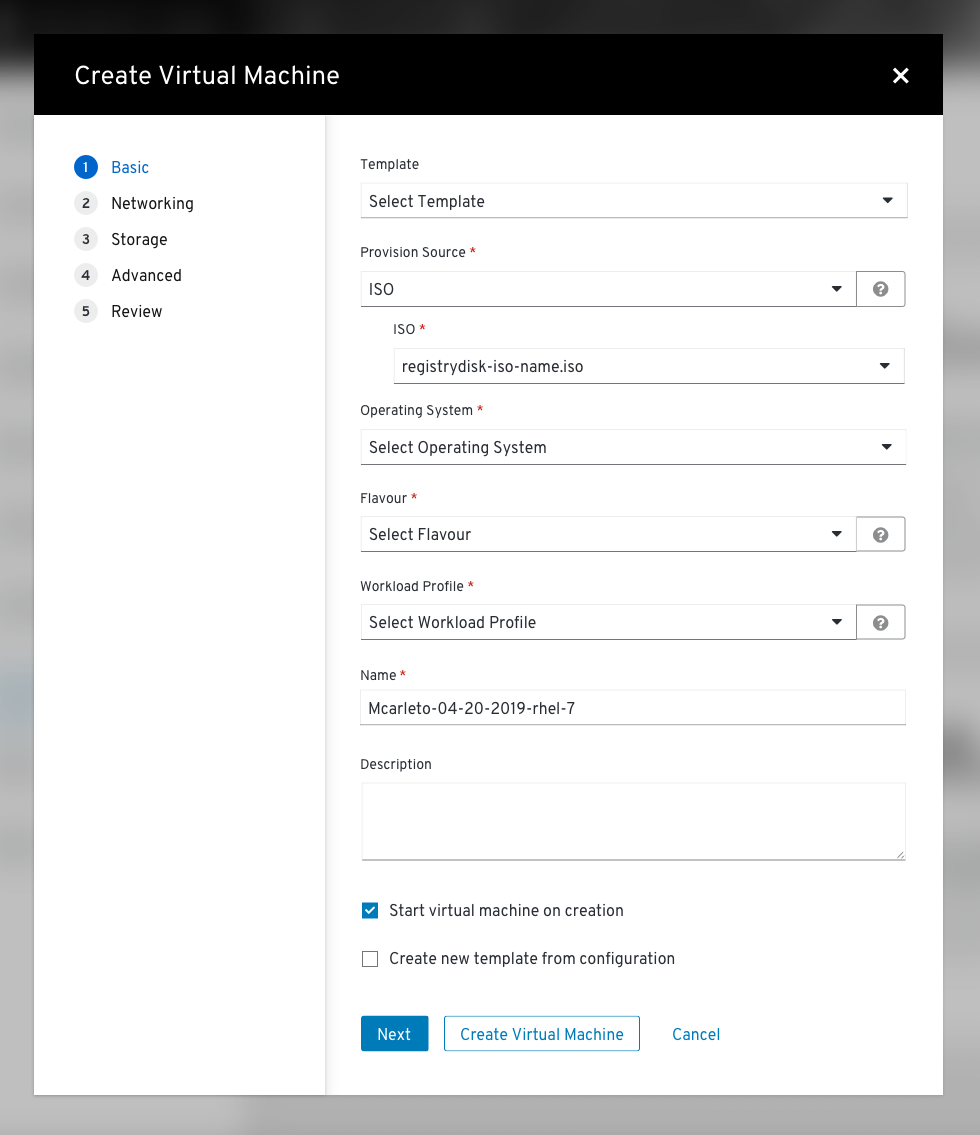 Create Virtual Machine
1 Basic
2 Networking
3 Storage
4 Advanced
5 Review
Template
Select Template
Provision Source *
ISO
ISO *
registrydisk-iso-name.iso
Operating System *
Select Operating System
Flavour *
Select Flavour
Workload Profile *
Select Workload Profile
Name *
Mcarleto-04-20-2019-rhel-7
Description
Start virtual machine on creation
Create new template from configuration
Next Create Virtual Machine Cancel